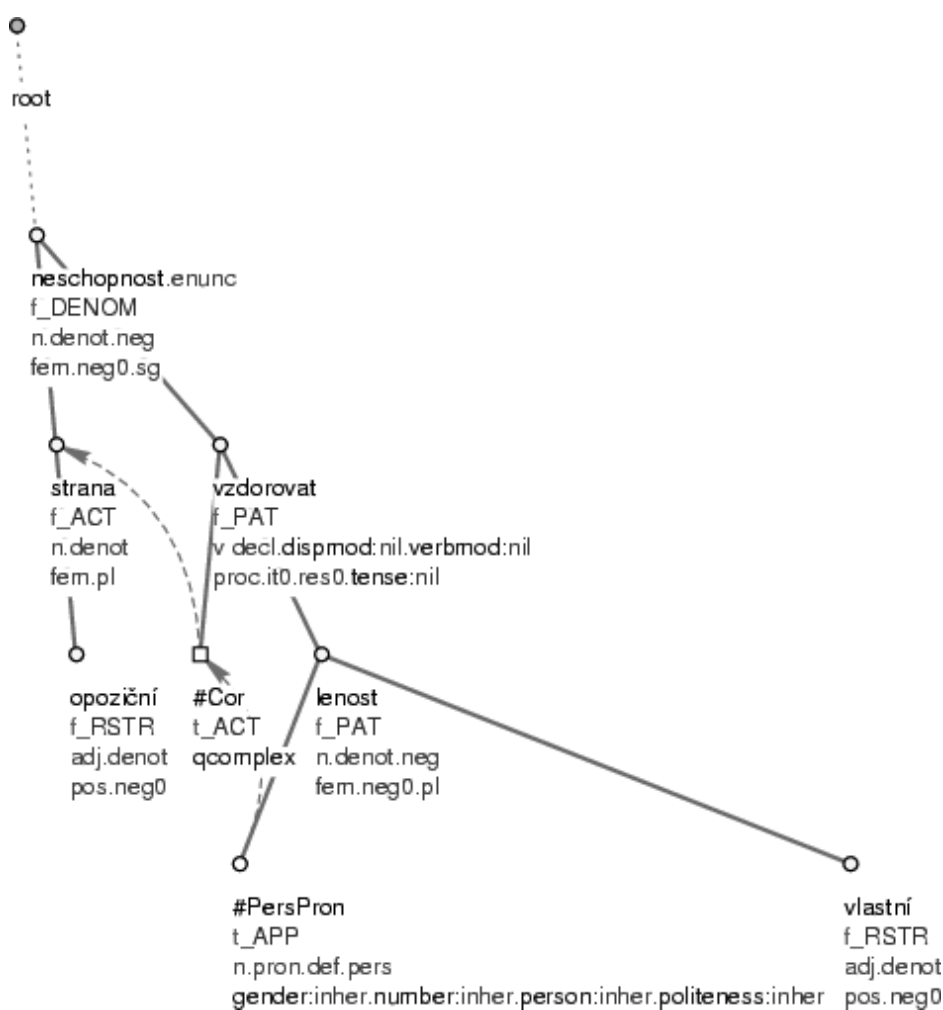 root
neschopnost.enunc
f_DENOM
n.denot.neg
fem.neg0.sg
strana
f_ACT
n.denot
fem.pl
vzdorovat
f_PAT
v decl.dispmod:nil.verbmod:nil
proc.it0.res0.tense:nil
opoziční
f_RSTR
adj.denot
pos.neg0
#Cor
t_ACT
qcomplex
lenost
f_PAT
n.denot.neg
fem.neg0.pl
#PersPron
t_APP
n.pron.def.pers
gender:inher.number:inher.person:inher.politeness:inher
vlastní
f_RSTR
adj.denot
pos.neg0